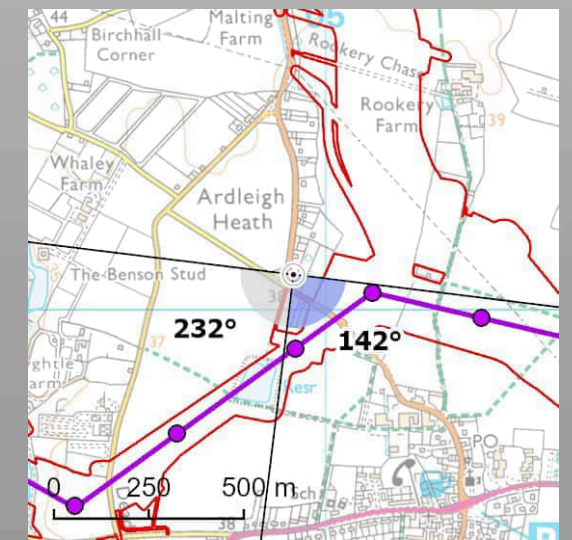 44
Malting
Farm
05
Birchhall
Corner
Rookery Chase
Rookery
Farm
39
Whaley
Farm
Ardleigh
Heath
The Benson Stud
232°
142°
37
Resr
PO
0 250 500 m
Sch
38